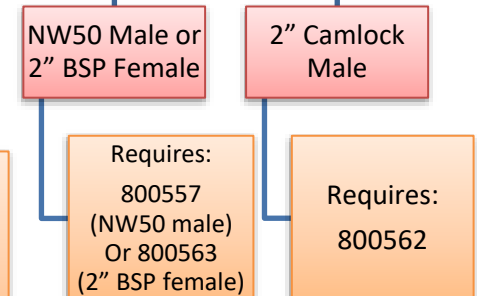 NW50 Male or
2” BSP Female
2” Camlock
Male
Requires:
800557
(NW50 male)
Or 800563
(2” BSP female)
Requires:
800562